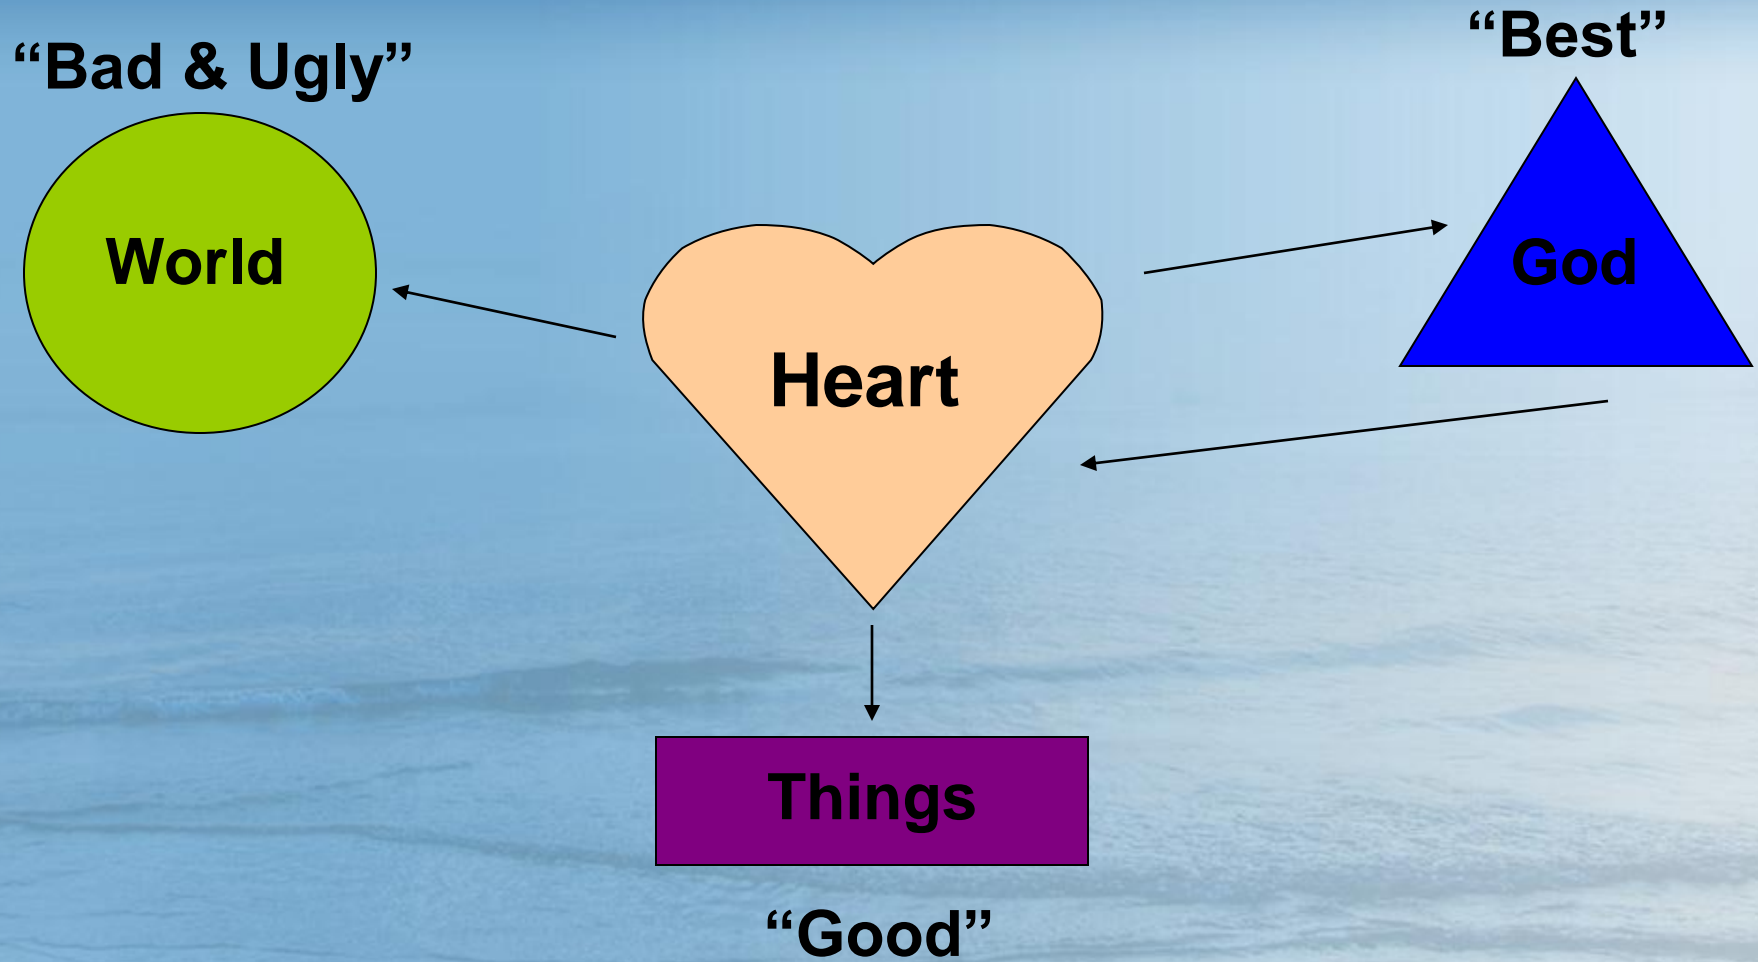 “Best”
“Bad & Ugly”
World
God
Heart
Things
“Good”